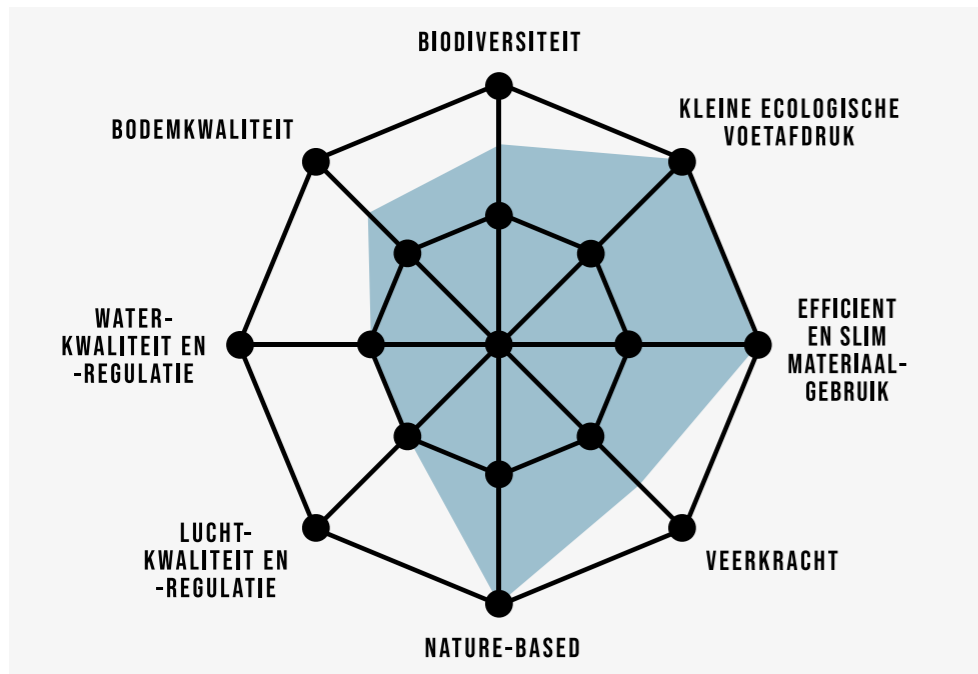 BIODIVERSITEIT
KLEINE ECOLOGISCHE
VOETAFDRUK
BODEMKWALITEIT
EFFICIENT
EN SLIM
MATERIAAL-
GEBRUIK
WATER-
KWALITEIT EN
-REGULATIE
LUCHT-
KWALITEIT EN
-REGULATIE
VEERKRACHT
NATURE-BASED